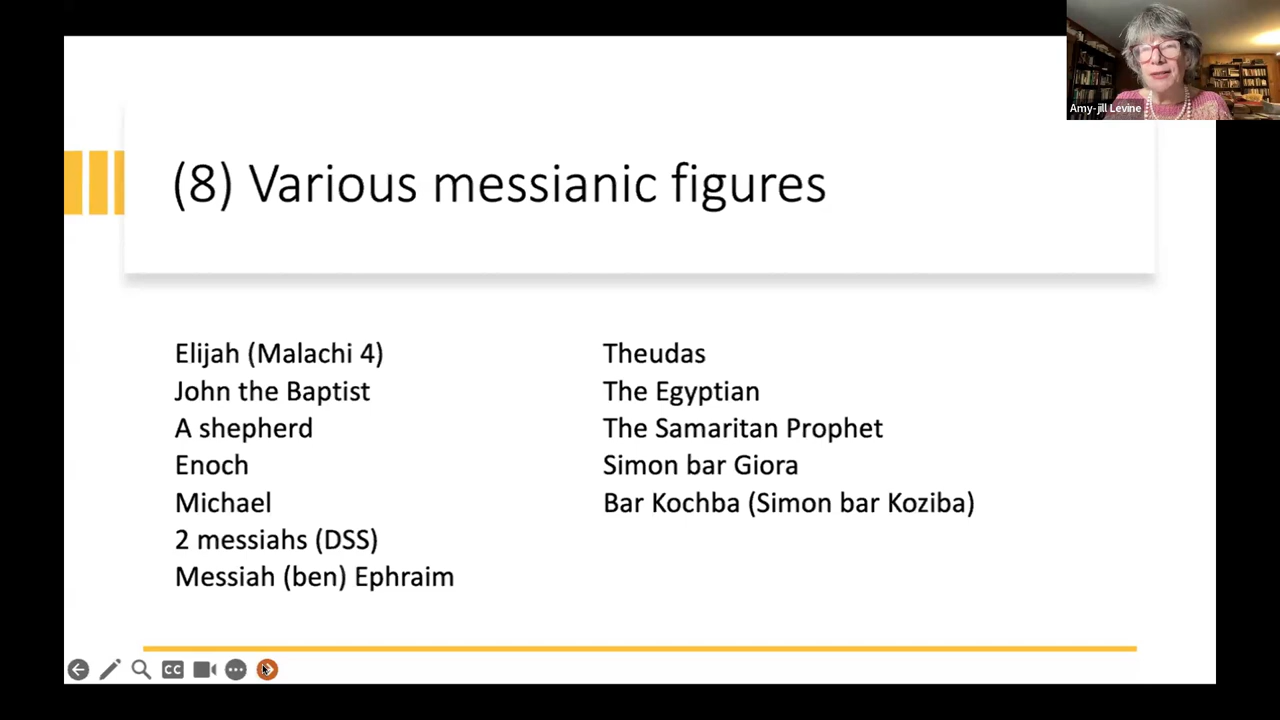 Amy-jill Levine
(8) Various messianic figures
Elijah (Malachi 4)
John the Baptist
A shepherd
Enoch
Michael
2 messiahs (DSS)
Messiah (ben) Ephraim
Theudas
The Egyptian
The Samaritan Prophet
Simon bar Giora
Bar Kochba (Simon bar Koziba)
CC